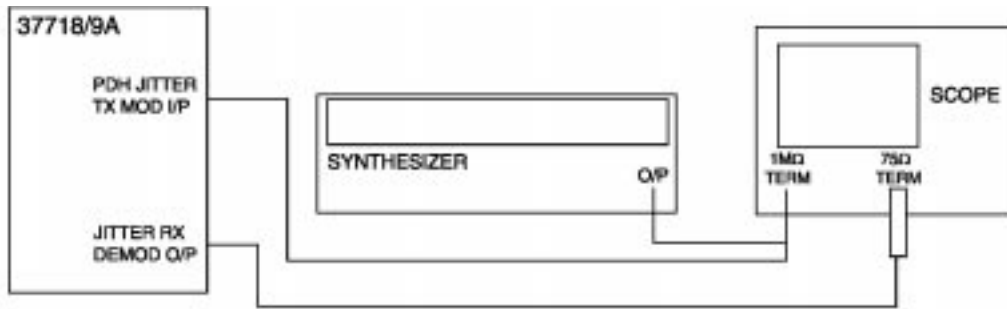 37718/9A
PDH JITTER
TX MOD I/P
JITTER RX
DEMOD O/P
SYNTHESIZER
O/P
SCOPE
1MΩ
TERM
75Ω
TERM